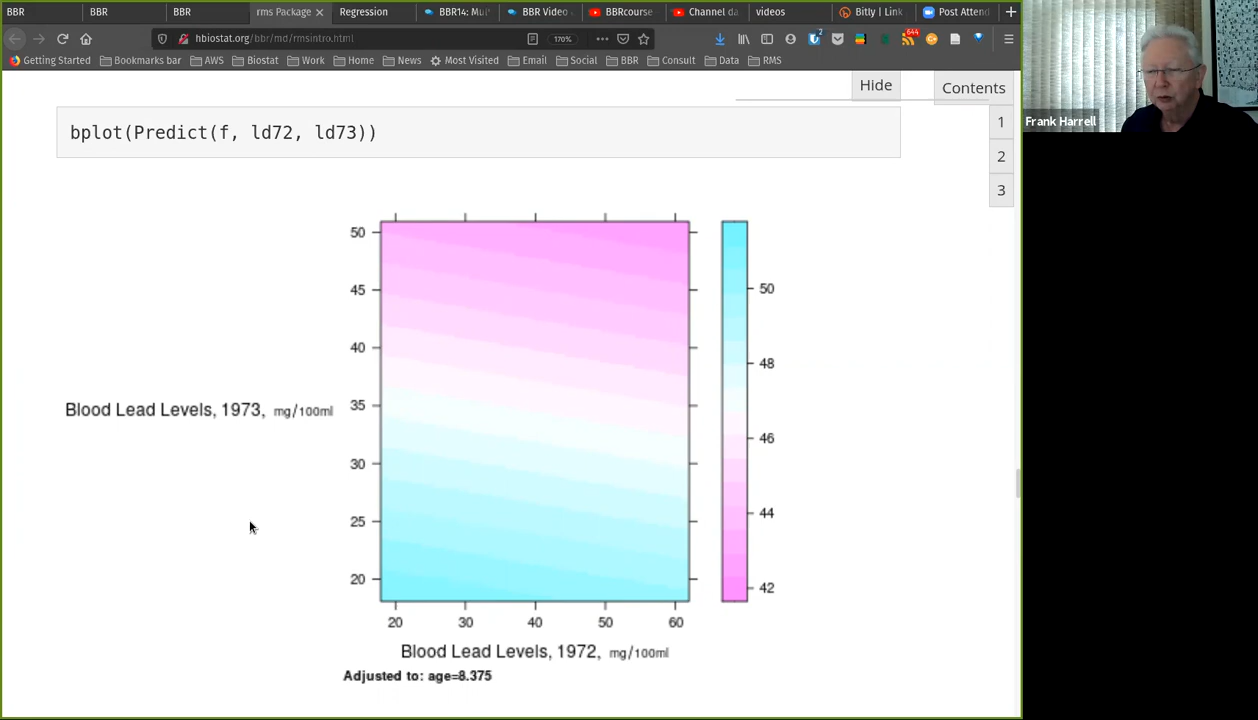 BBR
BBR
BBR
rms Package
Regression
BBR14: Mul
BBR Video
BBRcourse
Channel da
videos
Bitly | Link
Post Attend
hbiostat.org/bbr/md/rmsintro.html
170%
2
644
Getting Started
Bookmarks bar
AWS
Biostat
Work
Home
News
Most Visited
Email
Social
BBR
Consult
Data
RMS
Hide
Contents
1
2
3
Frank Harrell
bplot(Predict(f, ld72, ld73))
50
45
40
35
30
25
20
Blood Lead Levels, 1973, mg/100ml
20 30 40 50 60
Blood Lead Levels, 1972, mg/100ml
Adjusted to: age=8.375
50
48
46
44
42